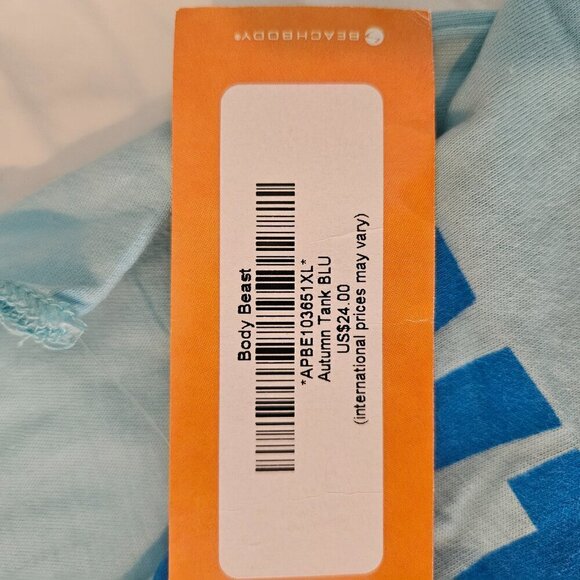 BEACHBODY®
Body Beast
*APBE103651XL*
Autumn Tank BLU
US$24.00
(international prices may vary)